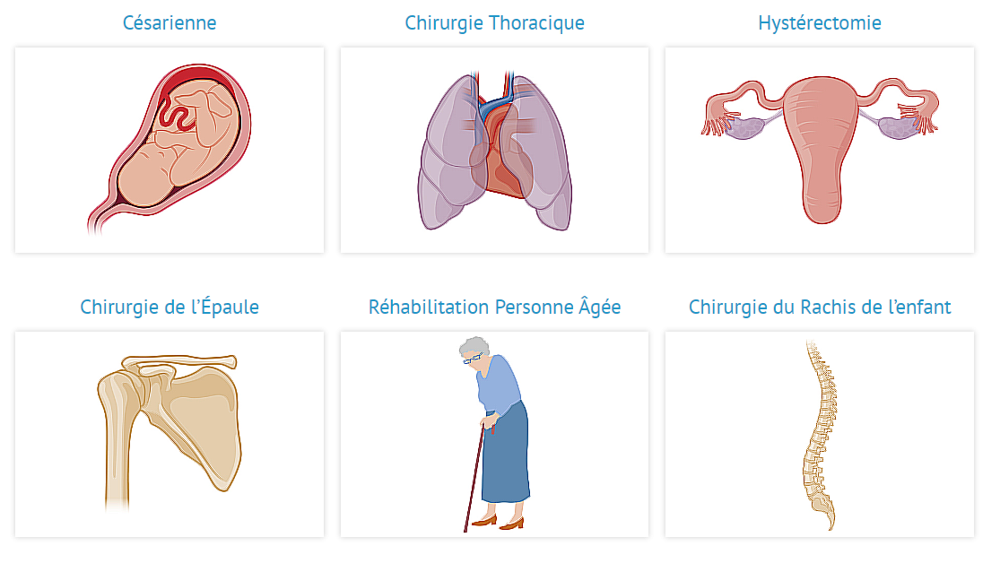 Césarienne
Chirurgie Thoracique
Hystérectomie
Chirurgie de l’Épaule
Réhabilitation Personne Âgée
Chirurgie du Rachis de l’enfant